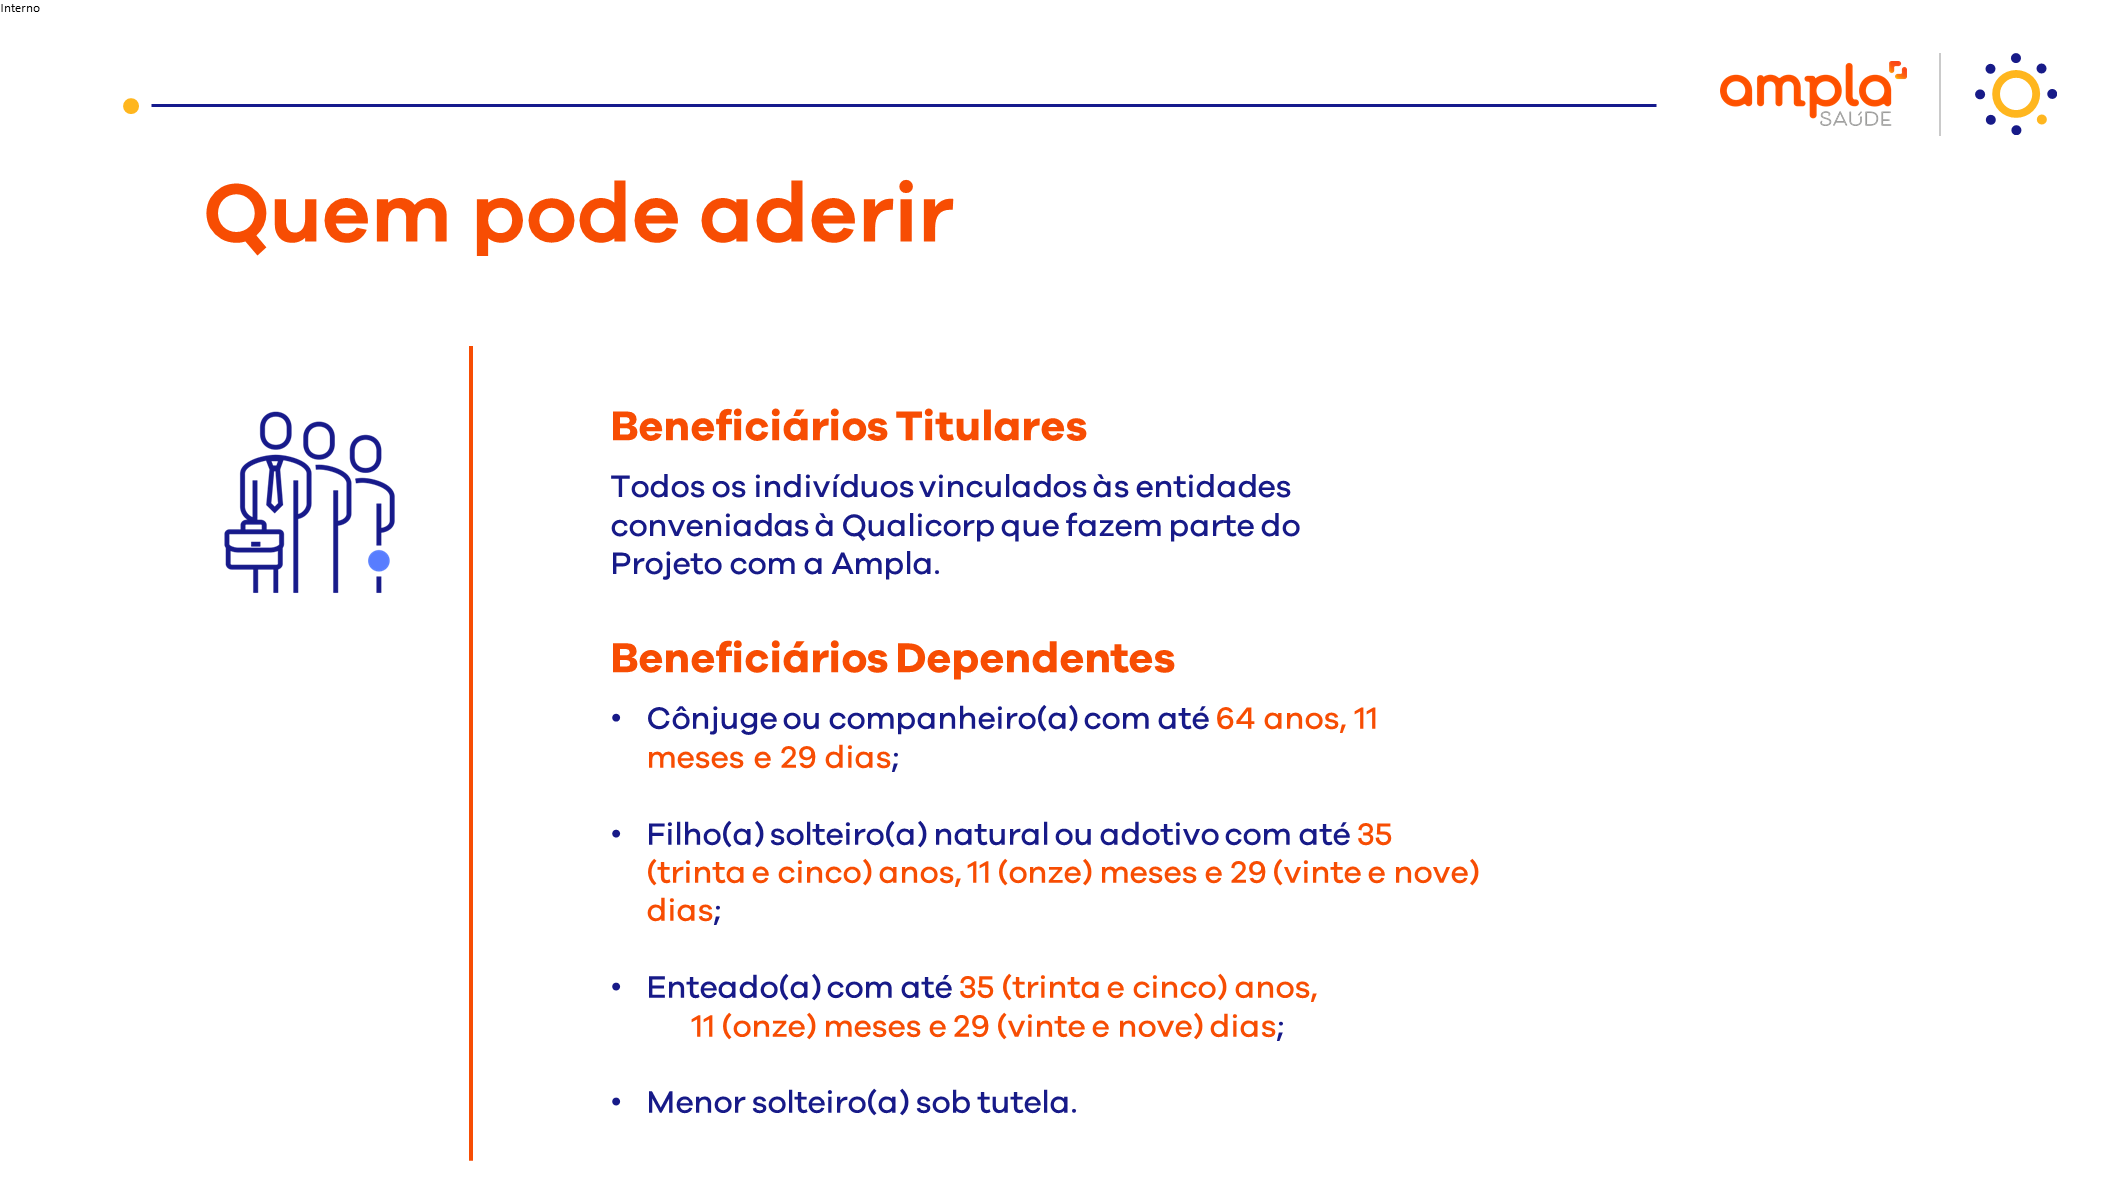 Interno
ampla
SAÚDE
Quem pode aderir
Beneficiários Titulares
Todos os indivíduos vinculados às entidades
conveniadas à Qualicorp que fazem parte do
Projeto com a Ampla.
Beneficiários Dependentes
• Cônjuge ou companheiro(a) com até 64 anos, 11
meses e 29 dias;
• Filho(a) solteiro(a) natural ou adotivo com até 35
(trinta e cinco) anos, 11 (onze) meses e 29 (vinte e nove)
dias;
• Enteado(a) com até 35 (trinta e cinco) anos,
11 (onze) meses e 29 (vinte e nove) dias;
• Menor solteiro(a) sob tutela.